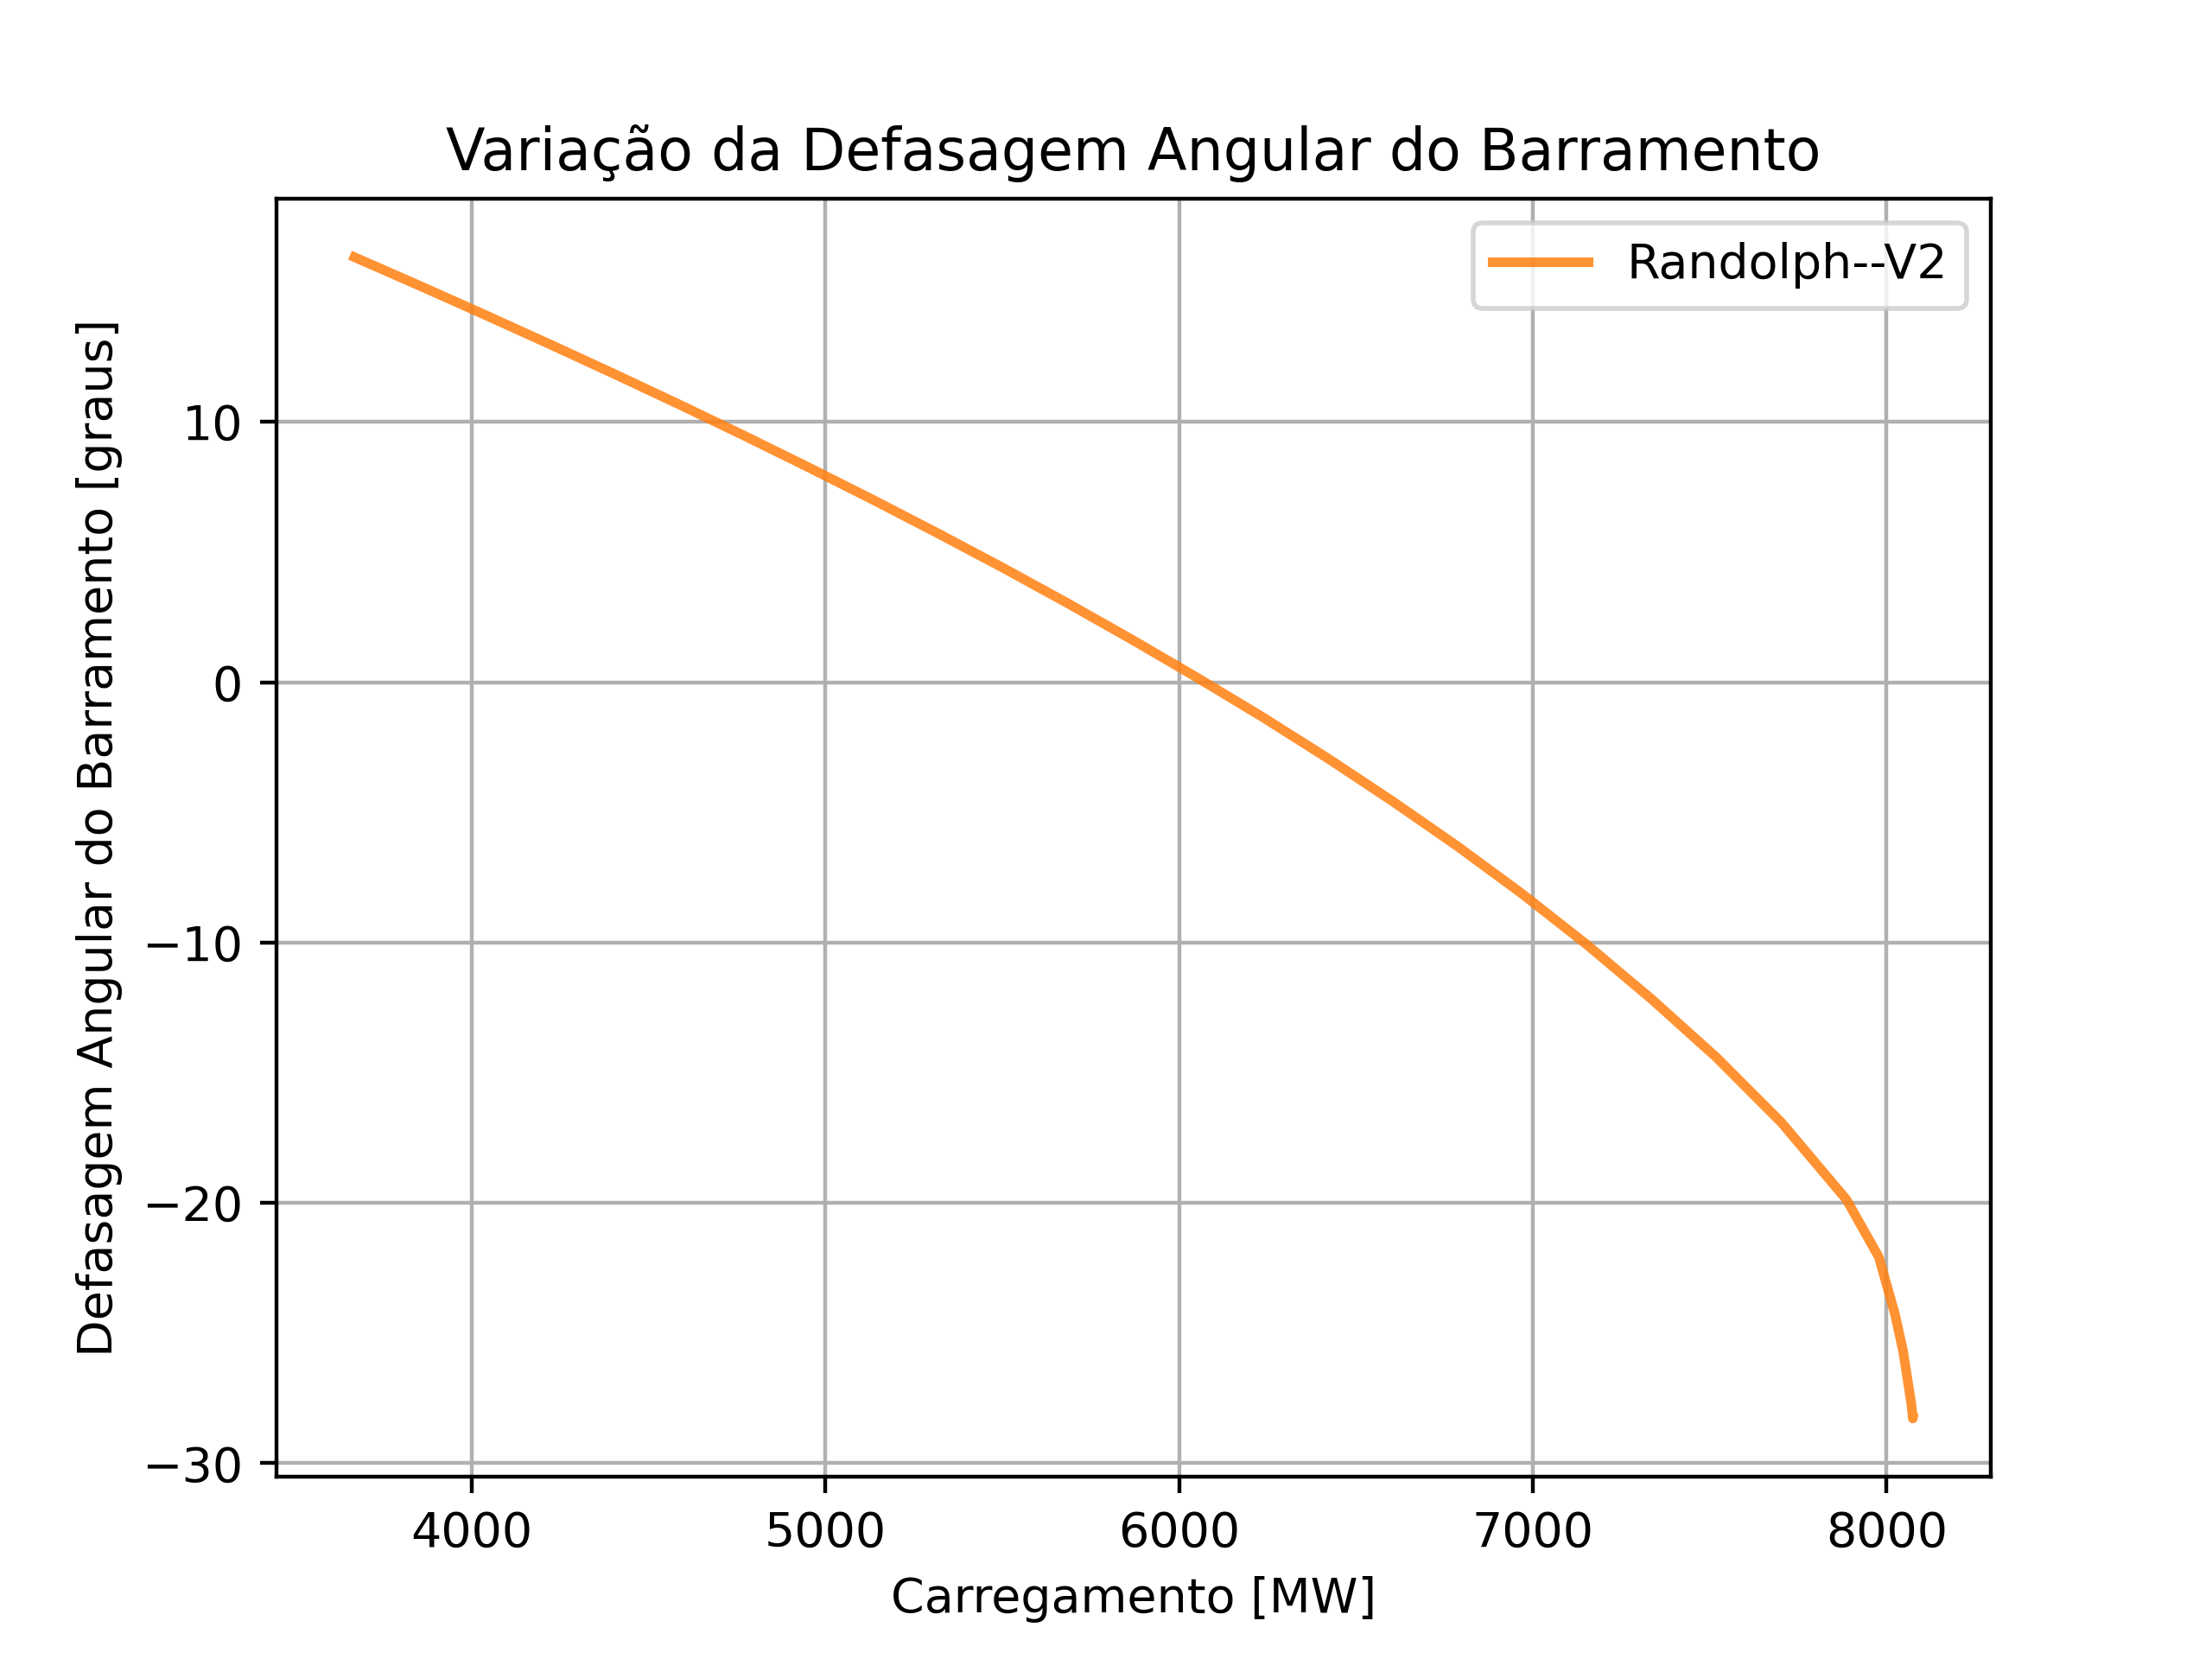 Variação da Defasagem Angular do Barramento
Randolph--V2
Defasagem Angular do Barramento [graus]
10
0
−10
−20
−30
4000 5000 6000 7000 8000
Carregamento [MW]